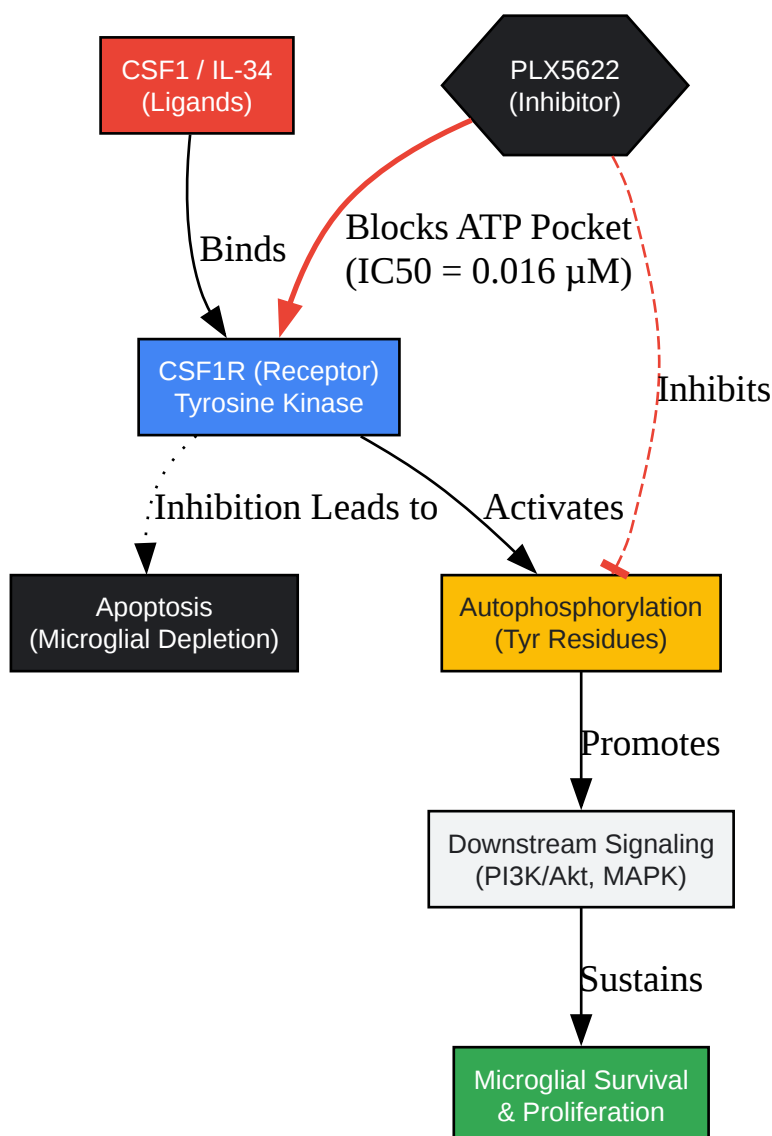 CSF1 / IL-34
(Ligands)
PLX5622
(Inhibitor)
Binds
Blocks ATP Pocket
(IC50 = 0.016 µM)
CSF1R (Receptor)
Tyrosine Kinase
Inhibits
Inhibition Leads to
Activates
Apoptosis
(Microglial Depletion)
Autophosphorylation
(Tyr Residues)
Promotes
Downstream Signaling
(PI3K/Akt, MAPK)
Sustains
Microglial Survival
& Proliferation